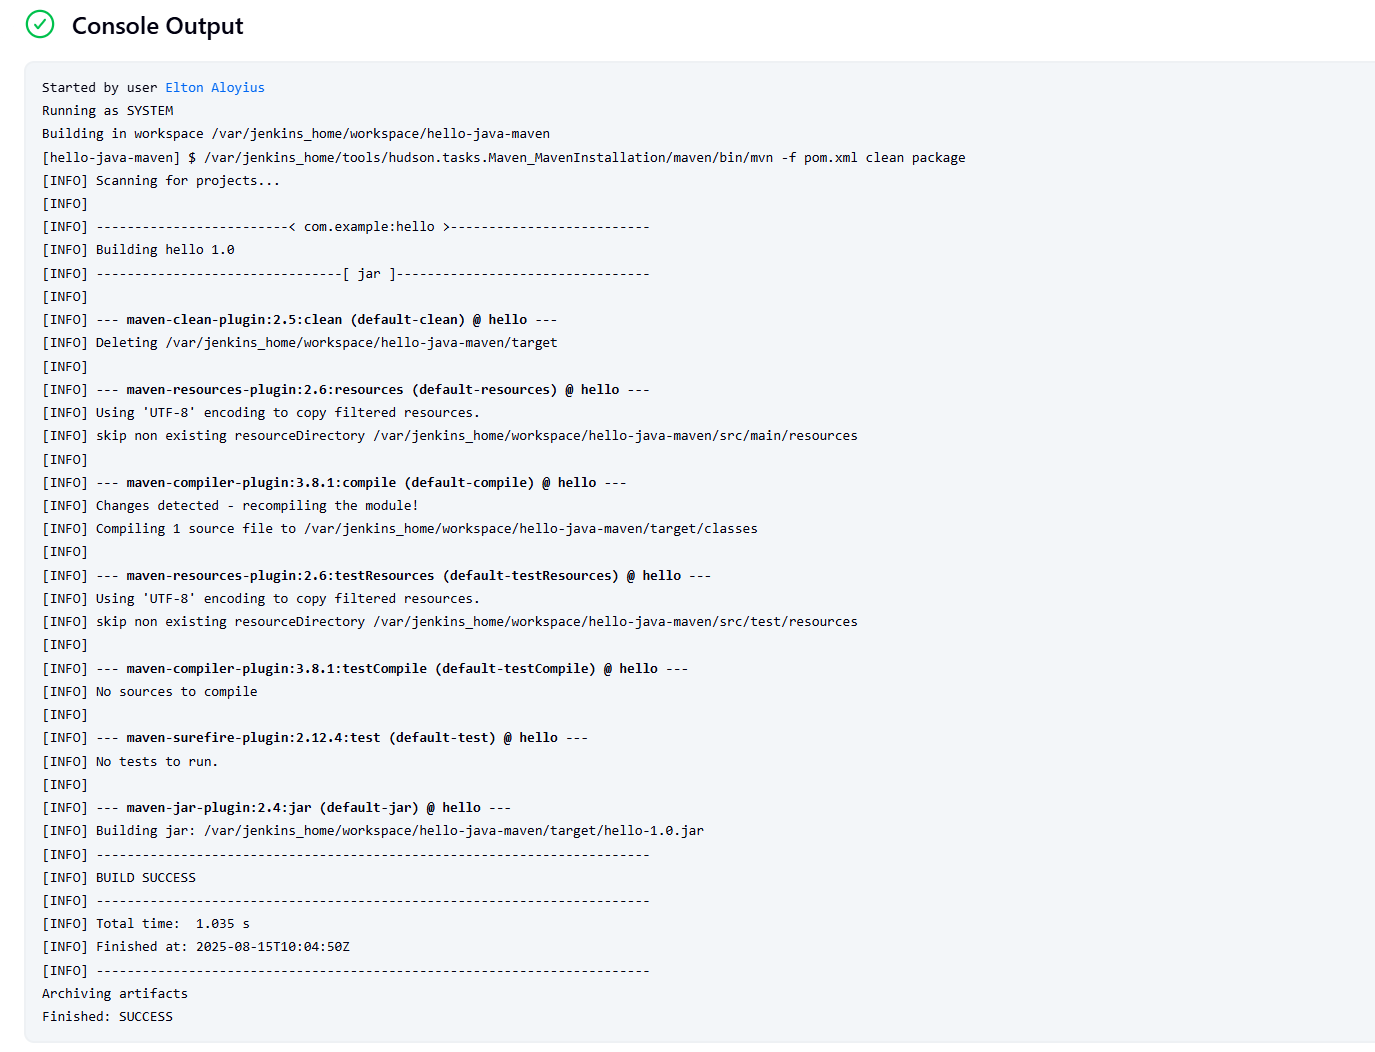 Console Output
Started by user Elton Aloyius
Running as SYSTEM
Building in workspace /var/jenkins_home/workspace/hello-java-maven
[hello-java-maven] $ /var/jenkins_home/tools/hudson.tasks.Maven_MavenInstallation/maven/bin/mvn -f pom.xml clean package
[INFO] Scanning for projects...
[INFO]
[INFO] -------------------------< com.example:hello >--------------------------
[INFO] Building hello 1.0
[INFO] --------------------------------[ jar ]---------------------------------
[INFO]
[INFO] --- maven-clean-plugin:2.5:clean (default-clean) @ hello ---
[INFO] Deleting /var/jenkins_home/workspace/hello-java-maven/target
[INFO]
[INFO] --- maven-resources-plugin:2.6:resources (default-resources) @ hello ---
[INFO] Using 'UTF-8' encoding to copy filtered resources.
[INFO] skip non existing resourceDirectory /var/jenkins_home/workspace/hello-java-maven/src/main/resources
[INFO]
[INFO] --- maven-compiler-plugin:3.8.1:compile (default-compile) @ hello ---
[INFO] Changes detected - recompiling the module!
[INFO] Compiling 1 source file to /var/jenkins_home/workspace/hello-java-maven/target/classes
[INFO]
[INFO] --- maven-resources-plugin:2.6:testResources (default-testResources) @ hello ---
[INFO] Using 'UTF-8' encoding to copy filtered resources.
[INFO] skip non existing resourceDirectory /var/jenkins_home/workspace/hello-java-maven/src/test/resources
[INFO]
[INFO] --- maven-compiler-plugin:3.8.1:testCompile (default-testCompile) @ hello ---
[INFO] No sources to compile
[INFO]
[INFO] --- maven-surefire-plugin:2.12.4:test (default-test) @ hello ---
[INFO] No tests to run.
[INFO]
[INFO] --- maven-jar-plugin:2.4:jar (default-jar) @ hello ---
[INFO] Building jar: /var/jenkins_home/workspace/hello-java-maven/target/hello-1.0.jar
[INFO] ------------------------------------------------------------------------
[INFO] BUILD SUCCESS
[INFO] ------------------------------------------------------------------------
[INFO] Total time:  1.035 s
[INFO] Finished at: 2025-08-15T10:04:50Z
[INFO] ------------------------------------------------------------------------
Archiving artifacts
Finished: SUCCESS